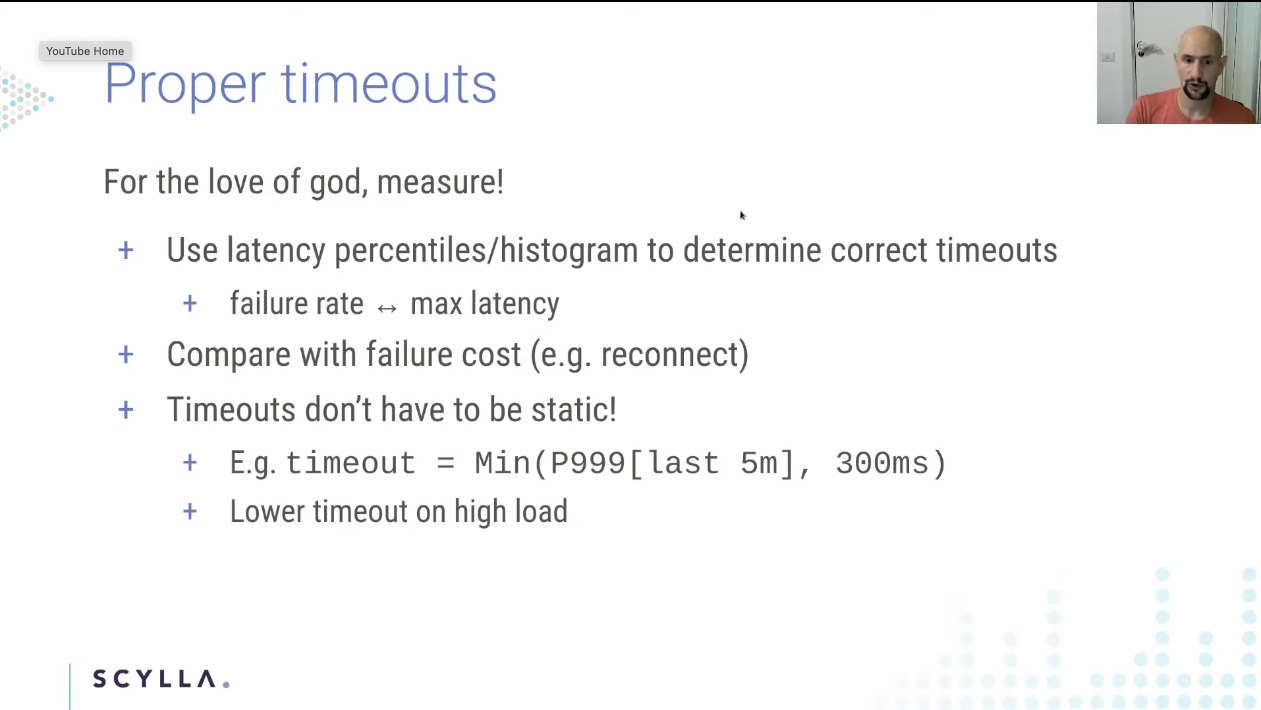 YouTube Home
Proper timeouts
For the love of god, measure!
+ Use latency percentiles/histogram to determine correct timeouts
+ failure rate ↔ max latency
+ Compare with failure cost (e.g. reconnect)
+ Timeouts don’t have to be static!
+ E.g. timeout = Min(P999[last 5m], 300ms)
+ Lower timeout on high load
SCYLLA.